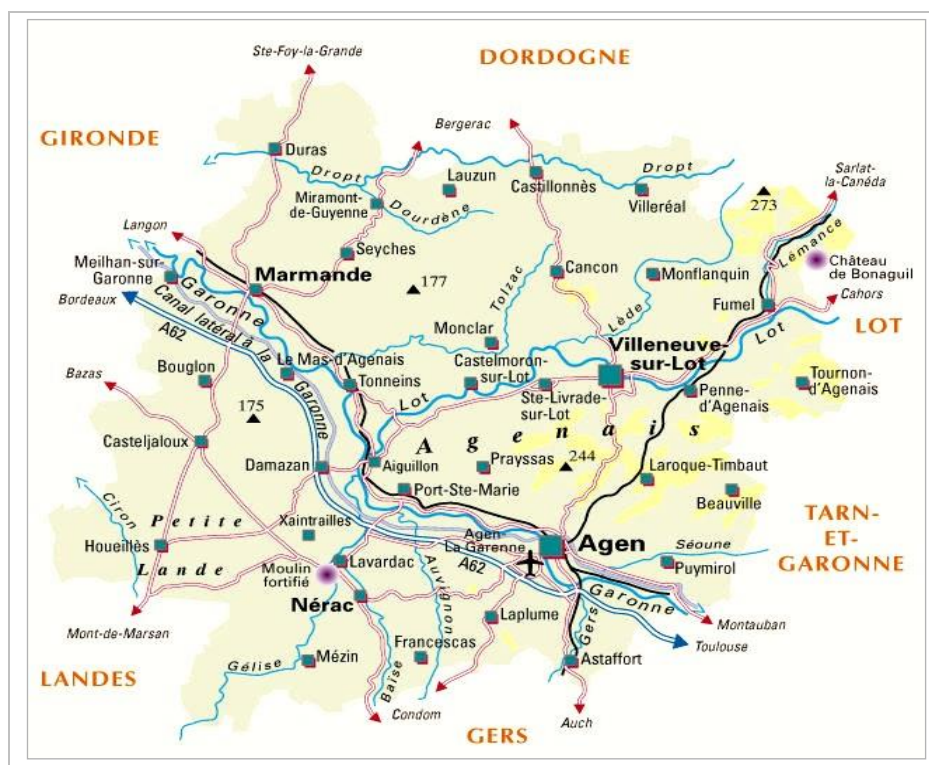 Ste-Foy-la-Grande
DORDOGNE
GIRONDE
Bergerac
Duras
Dropt
Dropt
Sarlat-
la-Canéda
Lauzun
Castillonnès
Villeréal
273
Miramont-
de-Guyenne
Dourdène
Langon
Seyches
Lémance
Château
de Bonaguil
Meilhan-sur-
Garonne
Marmande
177
Tolzac
Cancon
Monflanquin
Cahors
Bordeaux
Garonne
Canal latéral à la
Garonne
A62
Fumel
Lède
LOT
Monclar
Villeneuve-
sur-Lot
Lot
Le Mas-d'Agenais
Castelmoron-
sur-Lot
Bouglon
Tonneins
Lot
Ste-Livrade-
sur-Lot
Penne-
d'Agenais
Tournon-
d'Agenais
Bazas
175
Agenais
Casteljaloux
Damazan
Aiguillon
Prayssas
244
Laroque-Timbaut
Port-Ste-Marie
Beauville
Ciron
Petite
Xaintrailles
TARN-
ET-
GARONNE
Agen-
La Garenne
Agen
Séoune
Houeillès
Lavardac
A62
Puymirol
Lande
Moulin
fortifié
Auvignon
Garonne
Nérac
Laplume
Gers
Montauban
Mont-de-Marsan
Toulouse
Francescas
Gélise
Mézin
Baïse
Astaffort
LANDES
Condom
Auch
GERS